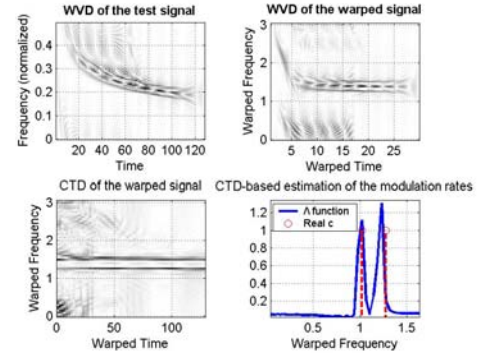 WVD of the test signal
Frequency (normalized)
0.4
0.3
0.2
0.1
0
20 40 60 80 100 120
Time
WVD of the warped signal
Warped Frequency
3
2
1
0
5 10 15 20 25
Warped Time
CTD of the warped signal
Warped Frequency
3
2
1
0
0 50 100
Warped Time
CTD-based estimation of the modulation rates
1.2
1
0.8
0.6
0.4
0.2
Λ function
Real c
0.5 1 1.5
Warped Frequency